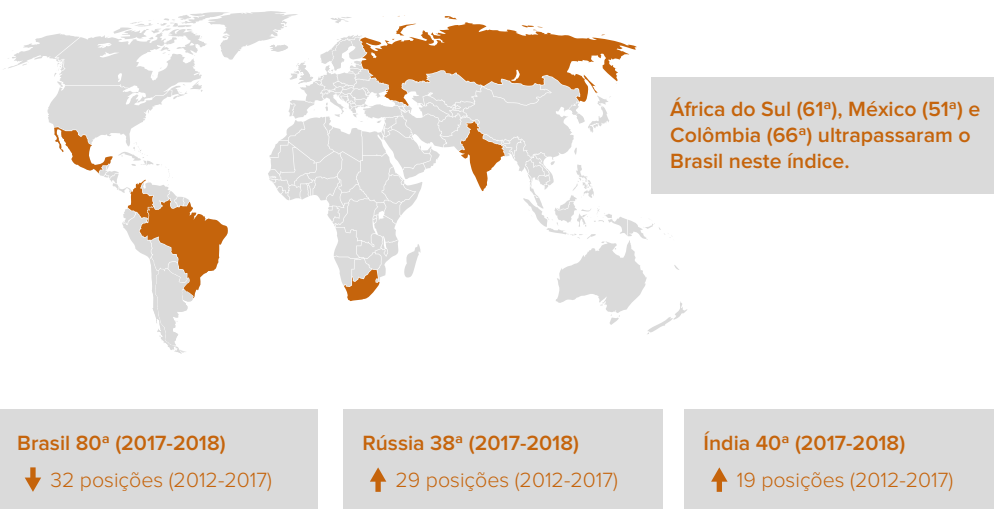 África do Sul (61ª), México (51ª) e
Colômbia (66ª) ultrapassaram o
Brasil neste índice.
Brasil 80ª (2017-2018)
32 posições (2012-2017)
Rússia 38ª (2017-2018)
29 posições (2012-2017)
Índia 40ª (2017-2018)
19 posições (2012-2017)